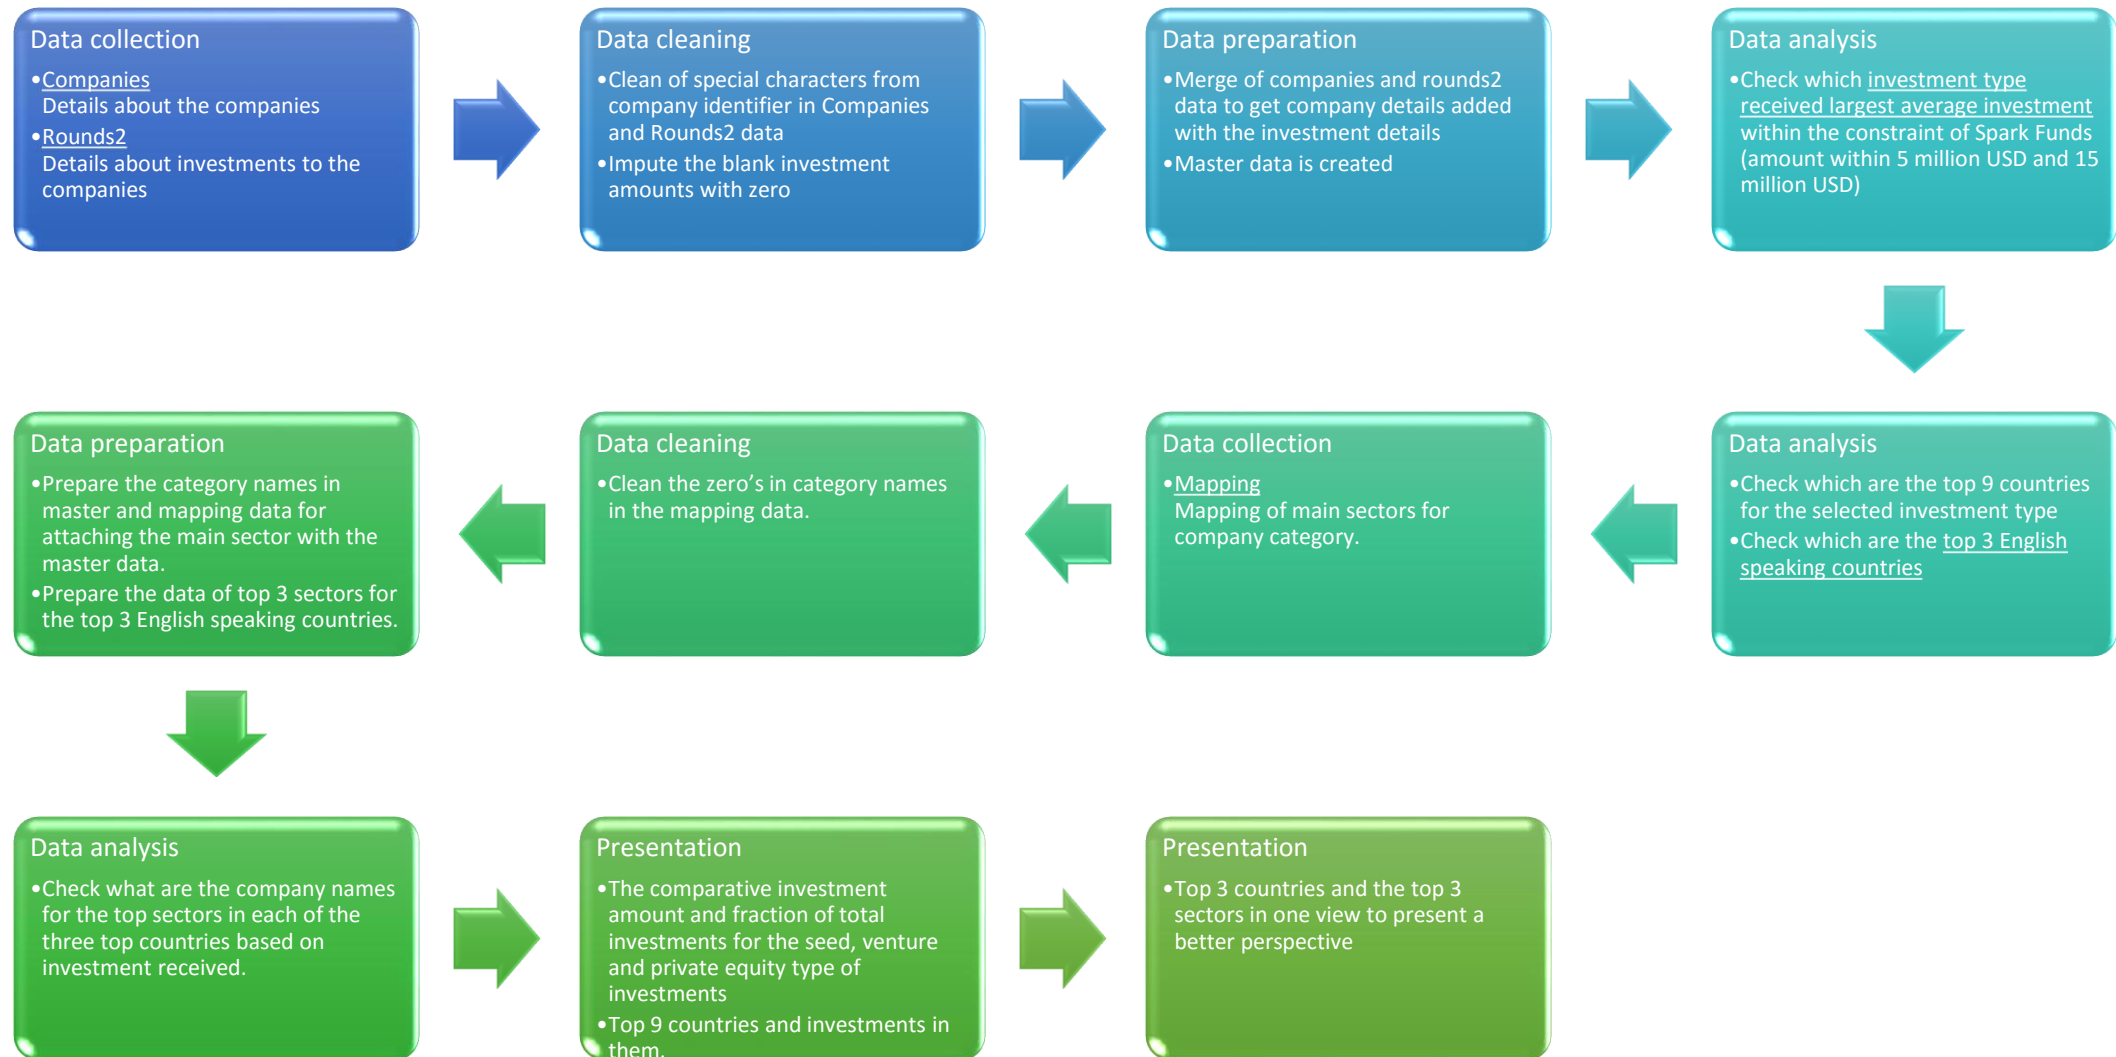 Data collection
•Companies
Details about the companies
•Rounds2
Details about investments to the
companies
Data cleaning
•Clean of special characters from
company identifier in Companies
and Rounds2 data
•Impute the blank investment
amounts with zero
Data preparation
•Merge of companies and rounds2
data to get company details added
with the investment details
•Master data is created
Data analysis
•Check which investment type
received largest average investment
within the constraint of Spark Funds
(amount within 5 million USD and 15
million USD)
Data analysis
•Check which are the top 9 countries
for the selected investment type
•Check which are the top 3 English
speaking countries
Data collection
•Mapping
Mapping of main sectors for
company category.
Data cleaning
•Clean the zero’s in category names
in the mapping data.
Data preparation
•Prepare the category names in
master and mapping data for
attaching the main sector with the
master data.
•Prepare the data of top 3 sectors for
the top 3 English speaking countries.
Data analysis
•Check what are the company names
for the top sectors in each of the
three top countries based on
investment received.
Presentation
•The comparative investment
amount and fraction of total
investments for the seed, venture
and private equity type of
investments
•Top 9 countries and investments in
them.
Presentation
•Top 3 countries and the top 3
sectors in one view to present a
better perspective